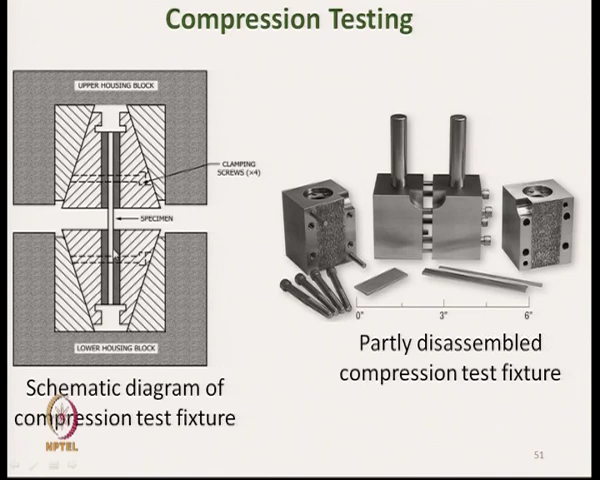 Compression Testing
UPPER HOUSING BLOCK
CLAMPING
SCREWS (×4)
SPECIMEN
LOWER HOUSING BLOCK
0"
3"
6"
Schematic diagram of
compression test fixture
Partly disassembled
compression test fixture
NPTEL
51